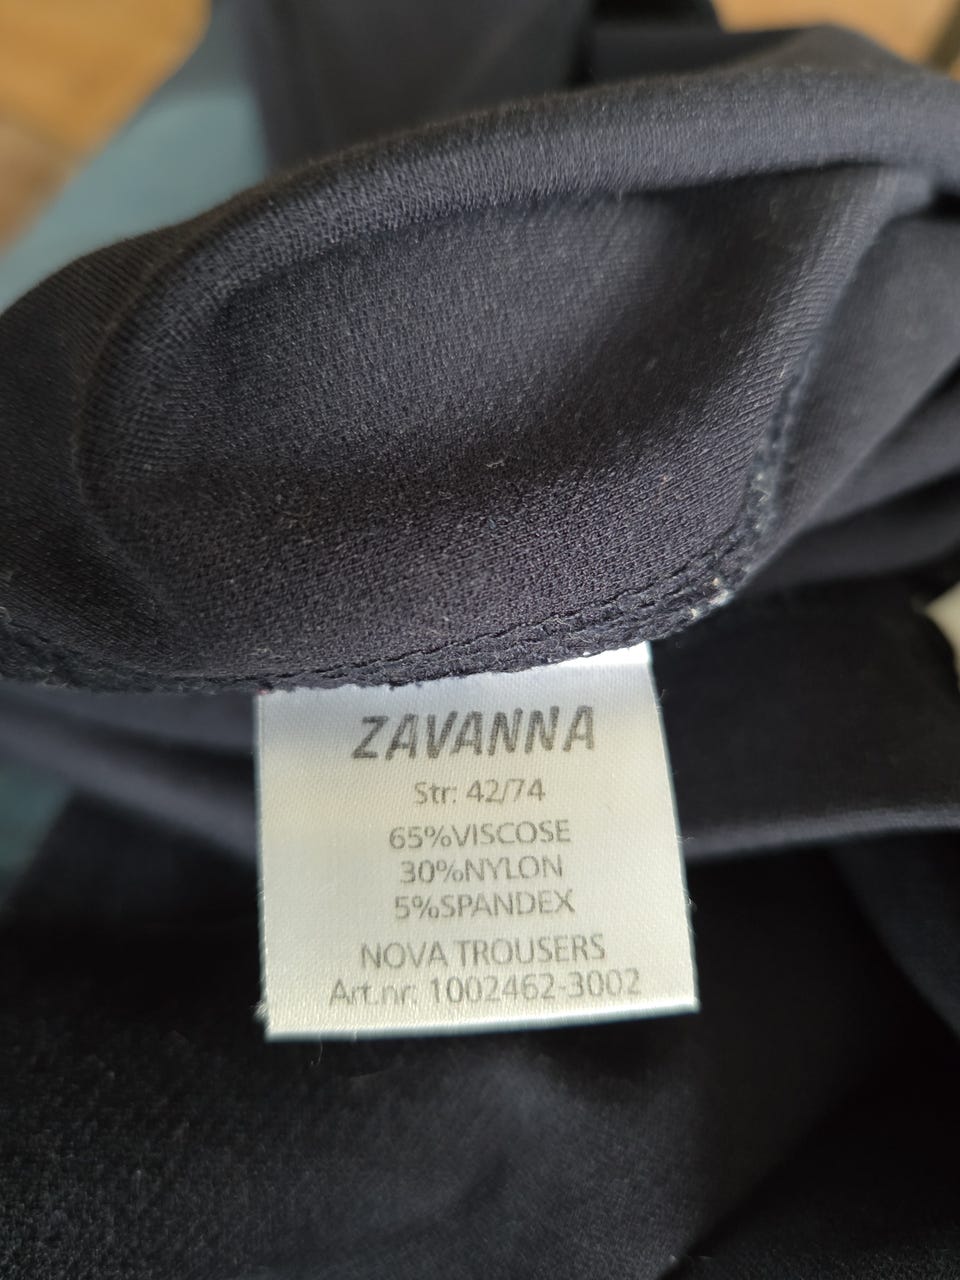 ZAVANNA
Str: 42/74
65%VISCOSE
30%NYLON
5%SPANDEX
NOVA TROUSERS
Art.nr: 1002462-3002